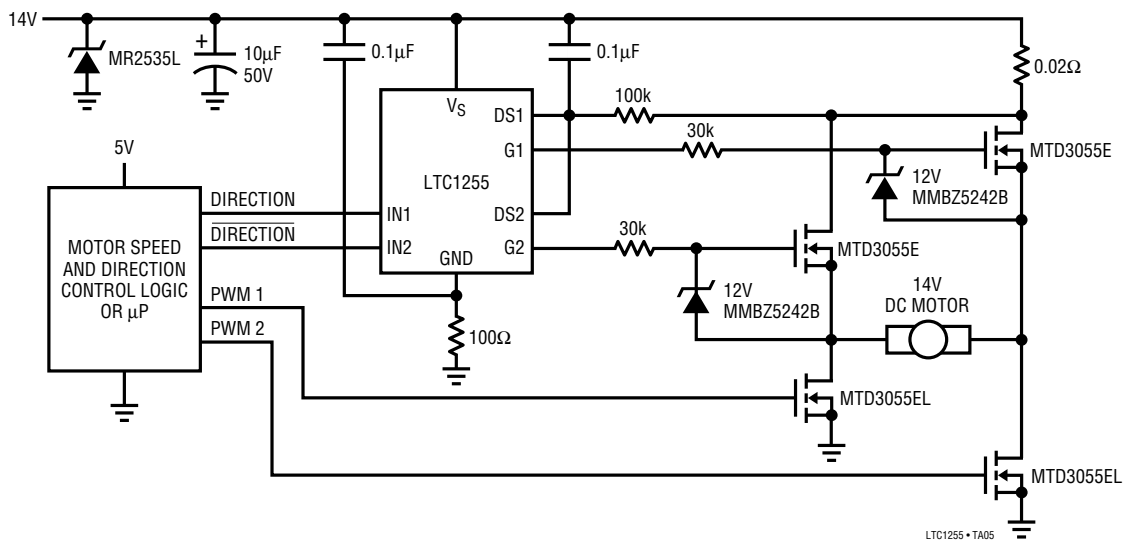 14V
MR2535L
+
10µF
50V
0.1µF
0.1µF
0.02Ω
VS
DS1
100k
30k
MTD3055E
G1
5V
LTC1255
12V
MMBZ5242B
DIRECTION
IN1
DS2
DIRECTION
IN2
G2
30k
MTD3055E
MOTOR SPEED
AND DIRECTION
CONTROL LOGIC
OR µP
GND
PWM 1
12V
MMBZ5242B
14V
DC MOTOR
PWM 2
100Ω
MTD3055EL
MTD3055EL
LTC1255 • TA05